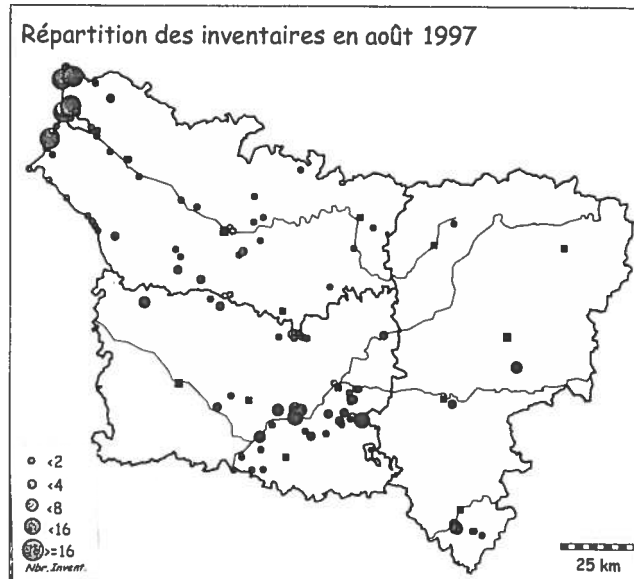 Répartition des inventaires en août 1997
<2
<4
<8
<16
>=16
Nbr. Invent.
25 km